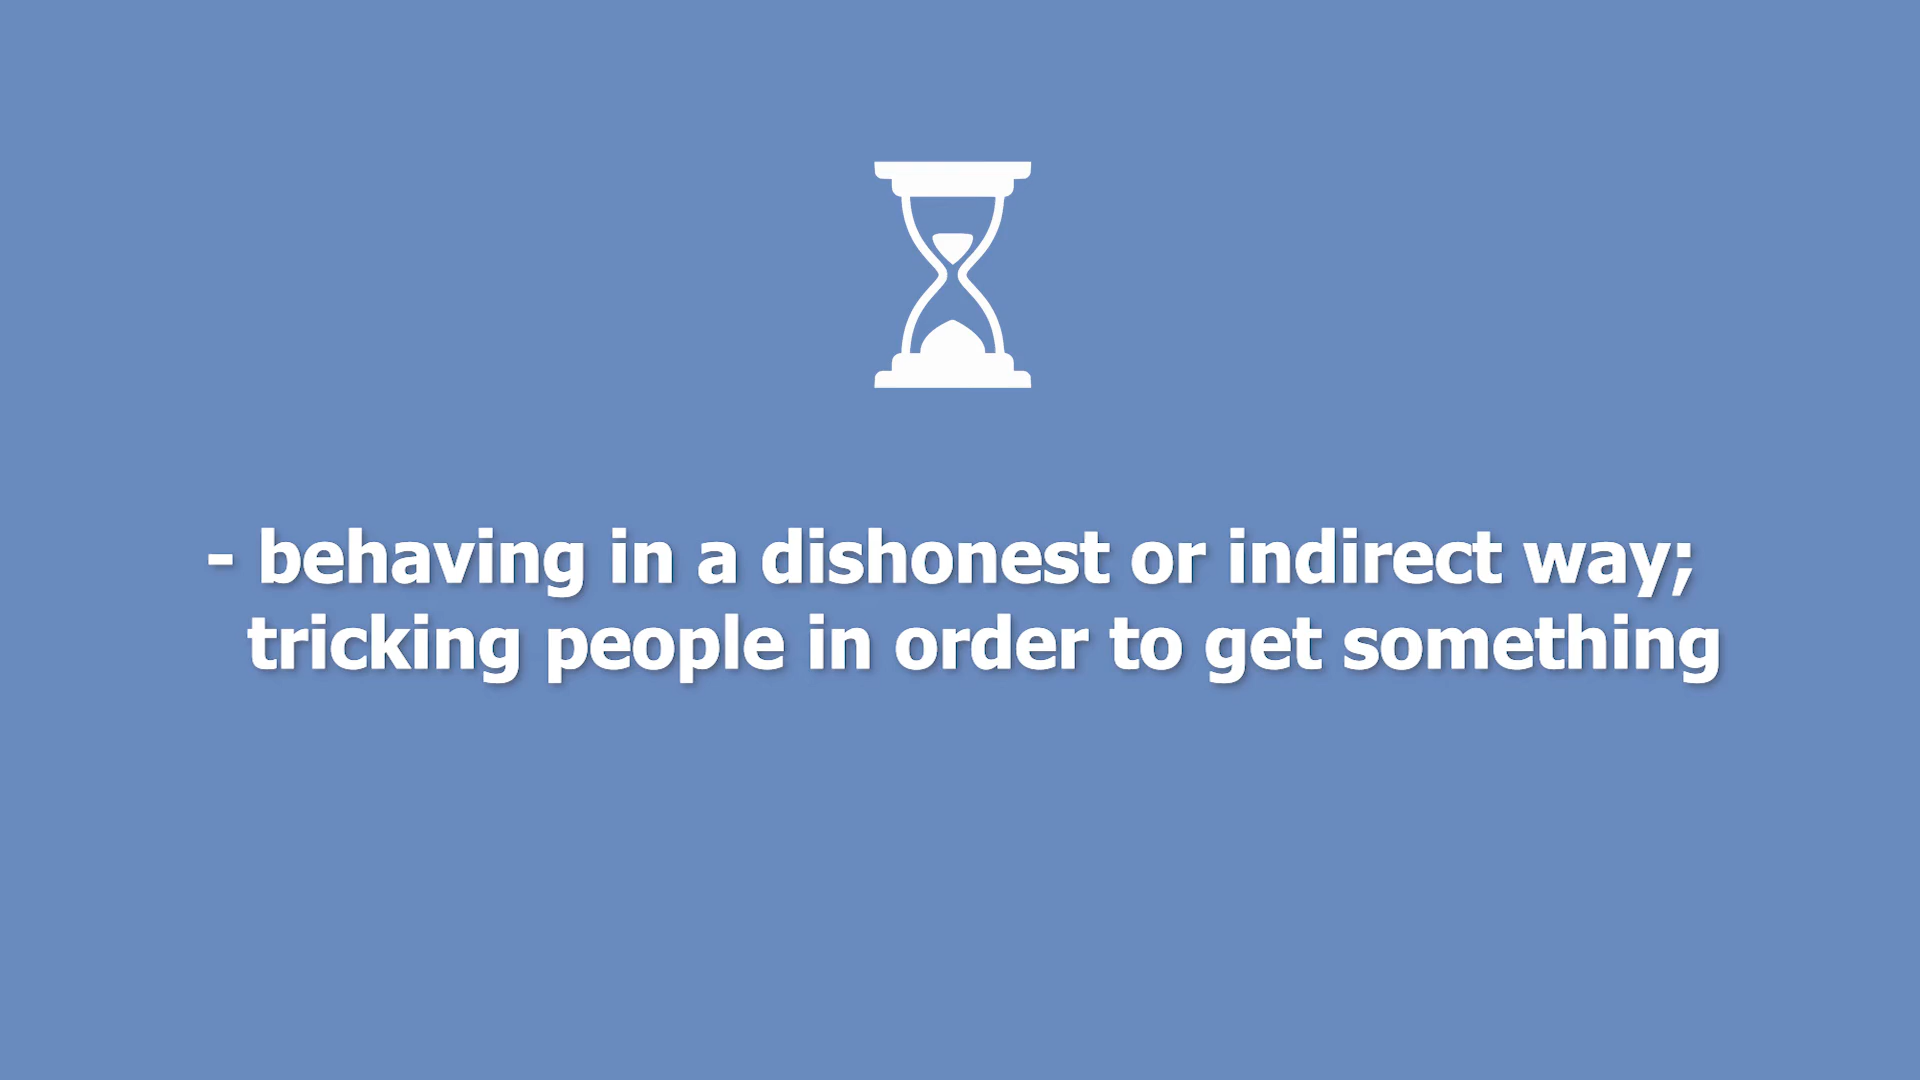 - behaving in a dishonest or indirect way;
tricking people in order to get something